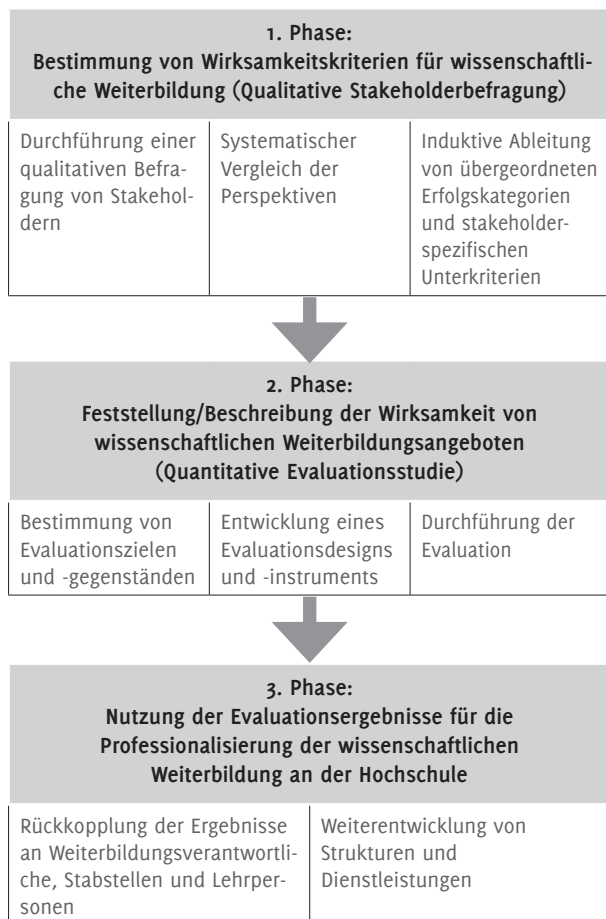 1. Phase:
Bestimmung von Wirksamkeitskriterien für wissenschaftli-
che Weiterbildung (Qualitative Stakeholderbefragung)
Durchführung einer
qualitativen Befra-
gung von Stakehol-
dern
Systematischer
Vergleich der
Perspektiven
Induktive Ableitung
von übergeordneten
Erfolgskategorien
und stakeholder-
spezifischen
Unterkriterien
2. Phase:
Feststellung/Beschreibung der Wirksamkeit von
wissenschaftlichen Weiterbildungsangeboten
(Quantitative Evaluationsstudie)
Bestimmung von
Evaluationszielen
und -gegenständen
Entwicklung eines
Evaluationsdesigns
und -instruments
Durchführung der
Evaluation
3. Phase:
Nutzung der Evaluationsergebnisse für die
Professionalisierung der wissenschaftlichen
Weiterbildung an der Hochschule
Rückkopplung der Ergebnisse
an Weiterbildungsverantwortli-
che, Stabstellen und Lehrper-
sonen
Weiterentwicklung von
Strukturen und
Dienstleistungen